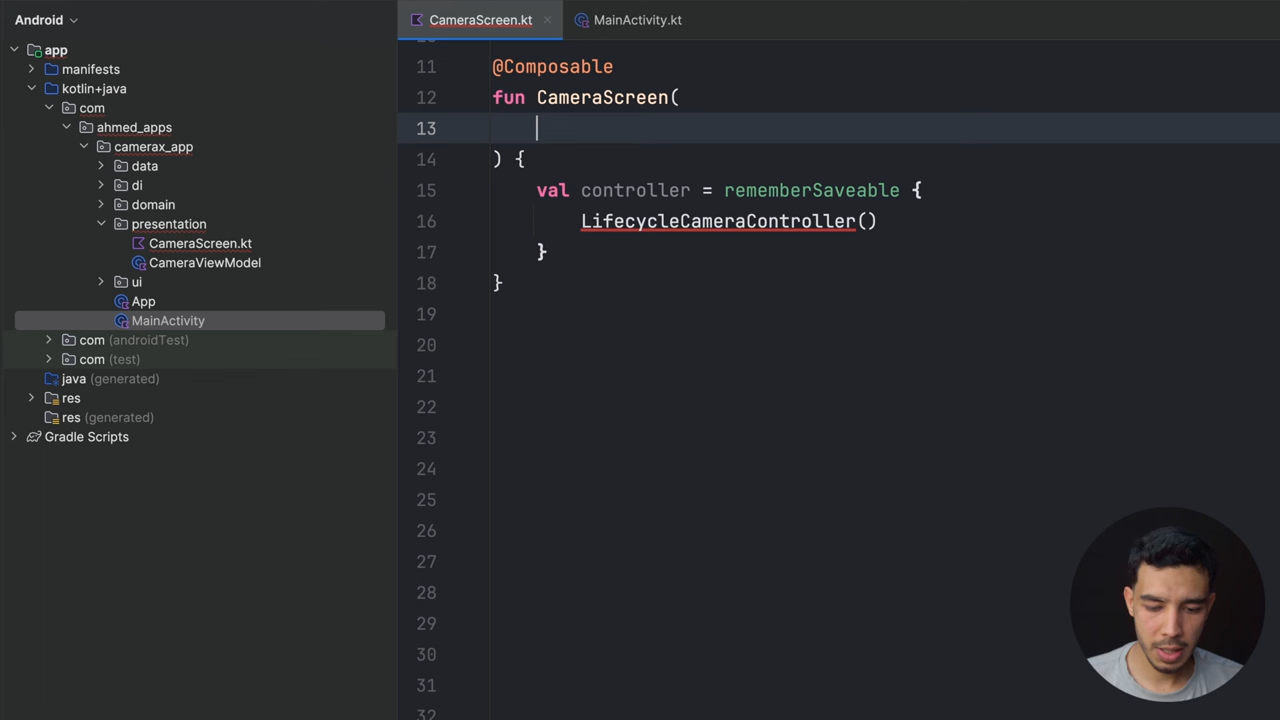 Android
CameraScreen.kt
MainActivity.kt
app
manifests
kotlin+java
com
ahmed_apps
camerax_app
data
di
domain
presentation
CameraScreen.kt
CameraViewModel
ui
App
MainActivity
com (androidTest)
com (test)
java (generated)
res
res (generated)
Gradle Scripts
11 @Composable
12 fun CameraScreen(
13
14 ) {
15 val controller = rememberSaveable {
16 LifecycleCameraController()
17 }
18 }
19
20
21
22
23
24
25
26
27
28
29
30
31
32